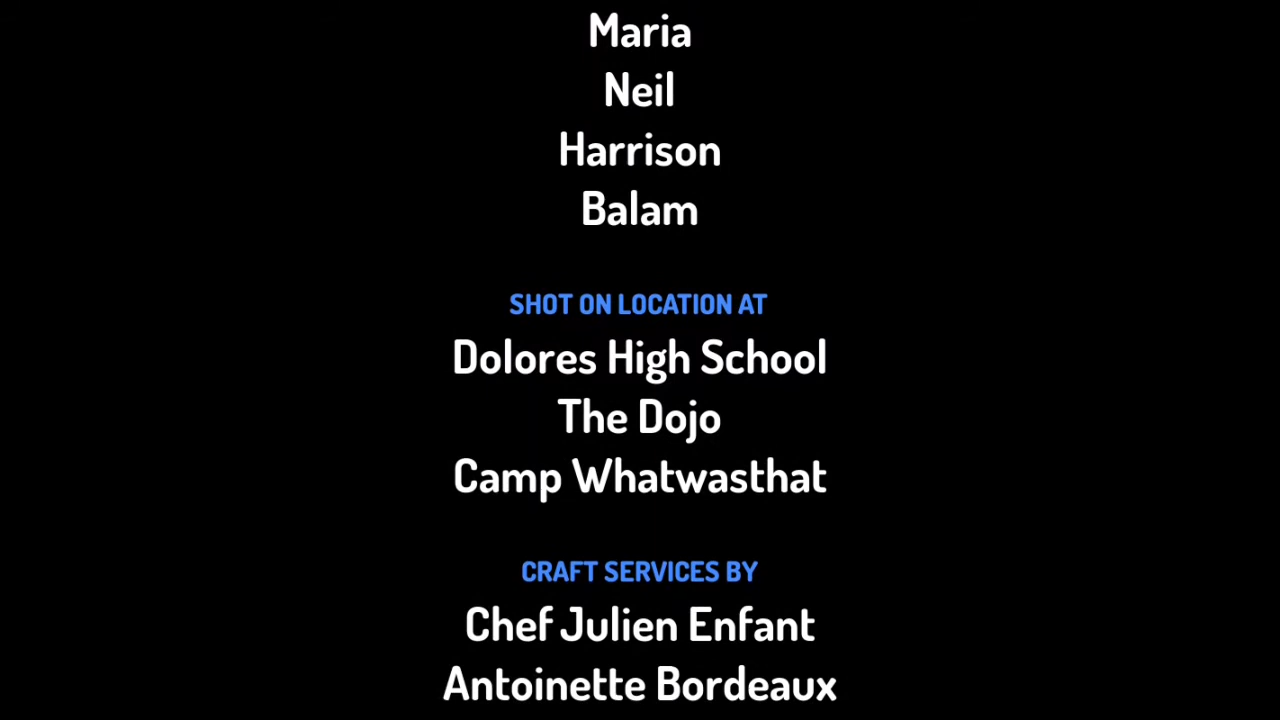 Maria
Neil
Harrison
Balam
SHOT ON LOCATION AT
Dolores High School
The Dojo
Camp Whatwasthat
CRAFT SERVICES BY
Chef Julien Enfant
Antoinette Bordeaux